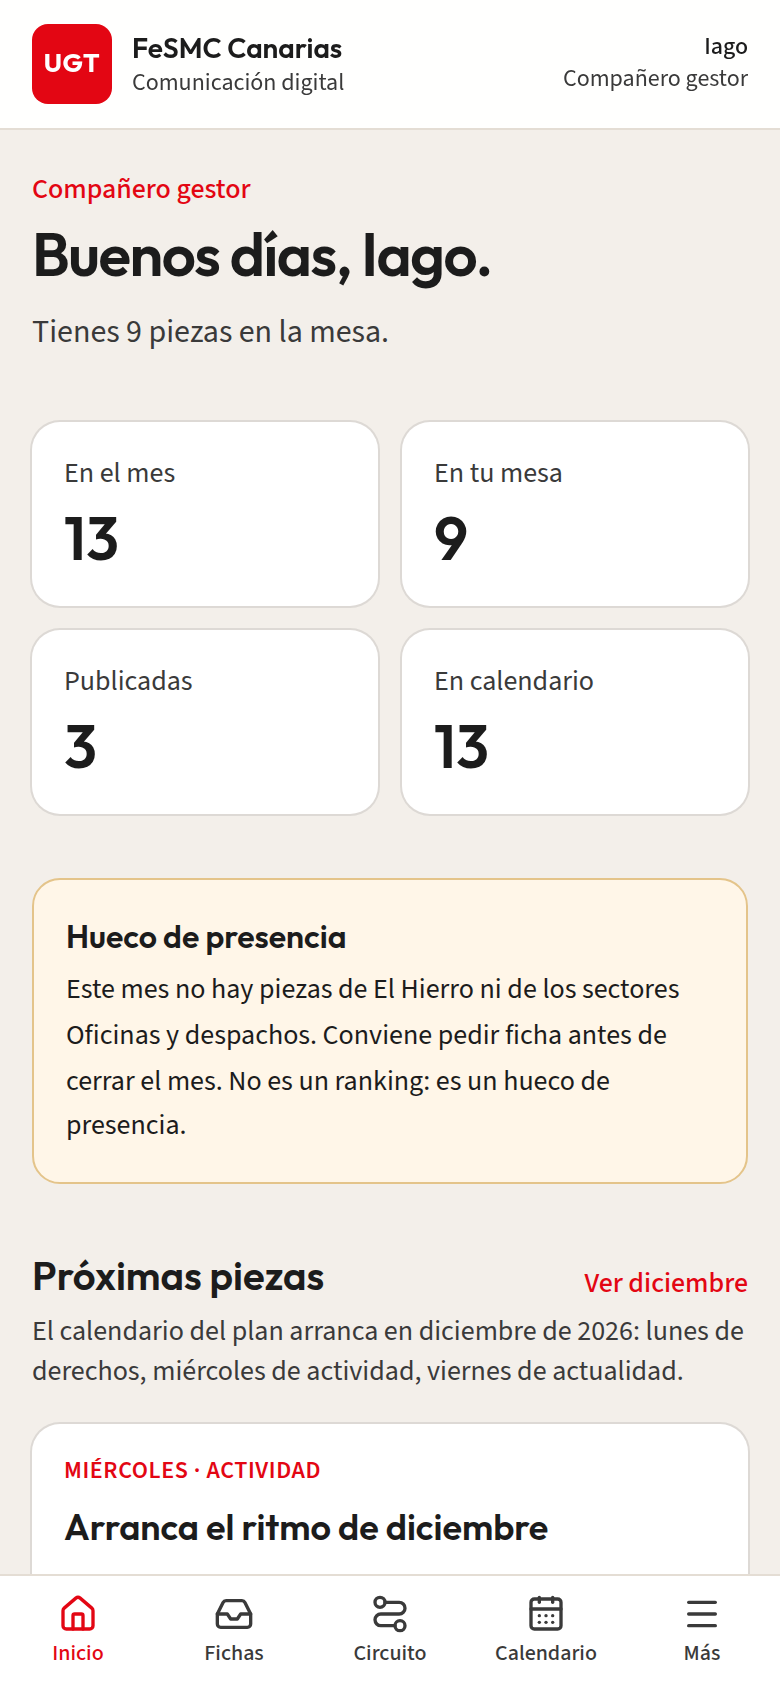 UGT
FeSMC Canarias
Comunicación digital
Iago
Compañero gestor
Compañero gestor
Buenos días, Iago.
Tienes 9 piezas en la mesa.
En el mes
13
En tu mesa
9
Publicadas
3
En calendario
13
Hueco de presencia
Este mes no hay piezas de El Hierro ni de los sectores
Oficinas y despachos. Conviene pedir ficha antes de
cerrar el mes. No es un ranking: es un hueco de
presencia.
Próximas piezas
Ver diciembre
El calendario del plan arranca en diciembre de 2026: lunes de
derechos, miércoles de actividad, viernes de actualidad.
MIÉRCOLES · ACTIVIDAD
Arranca el ritmo de diciembre
Inicio
Fichas
Circuito
Calendario
Más